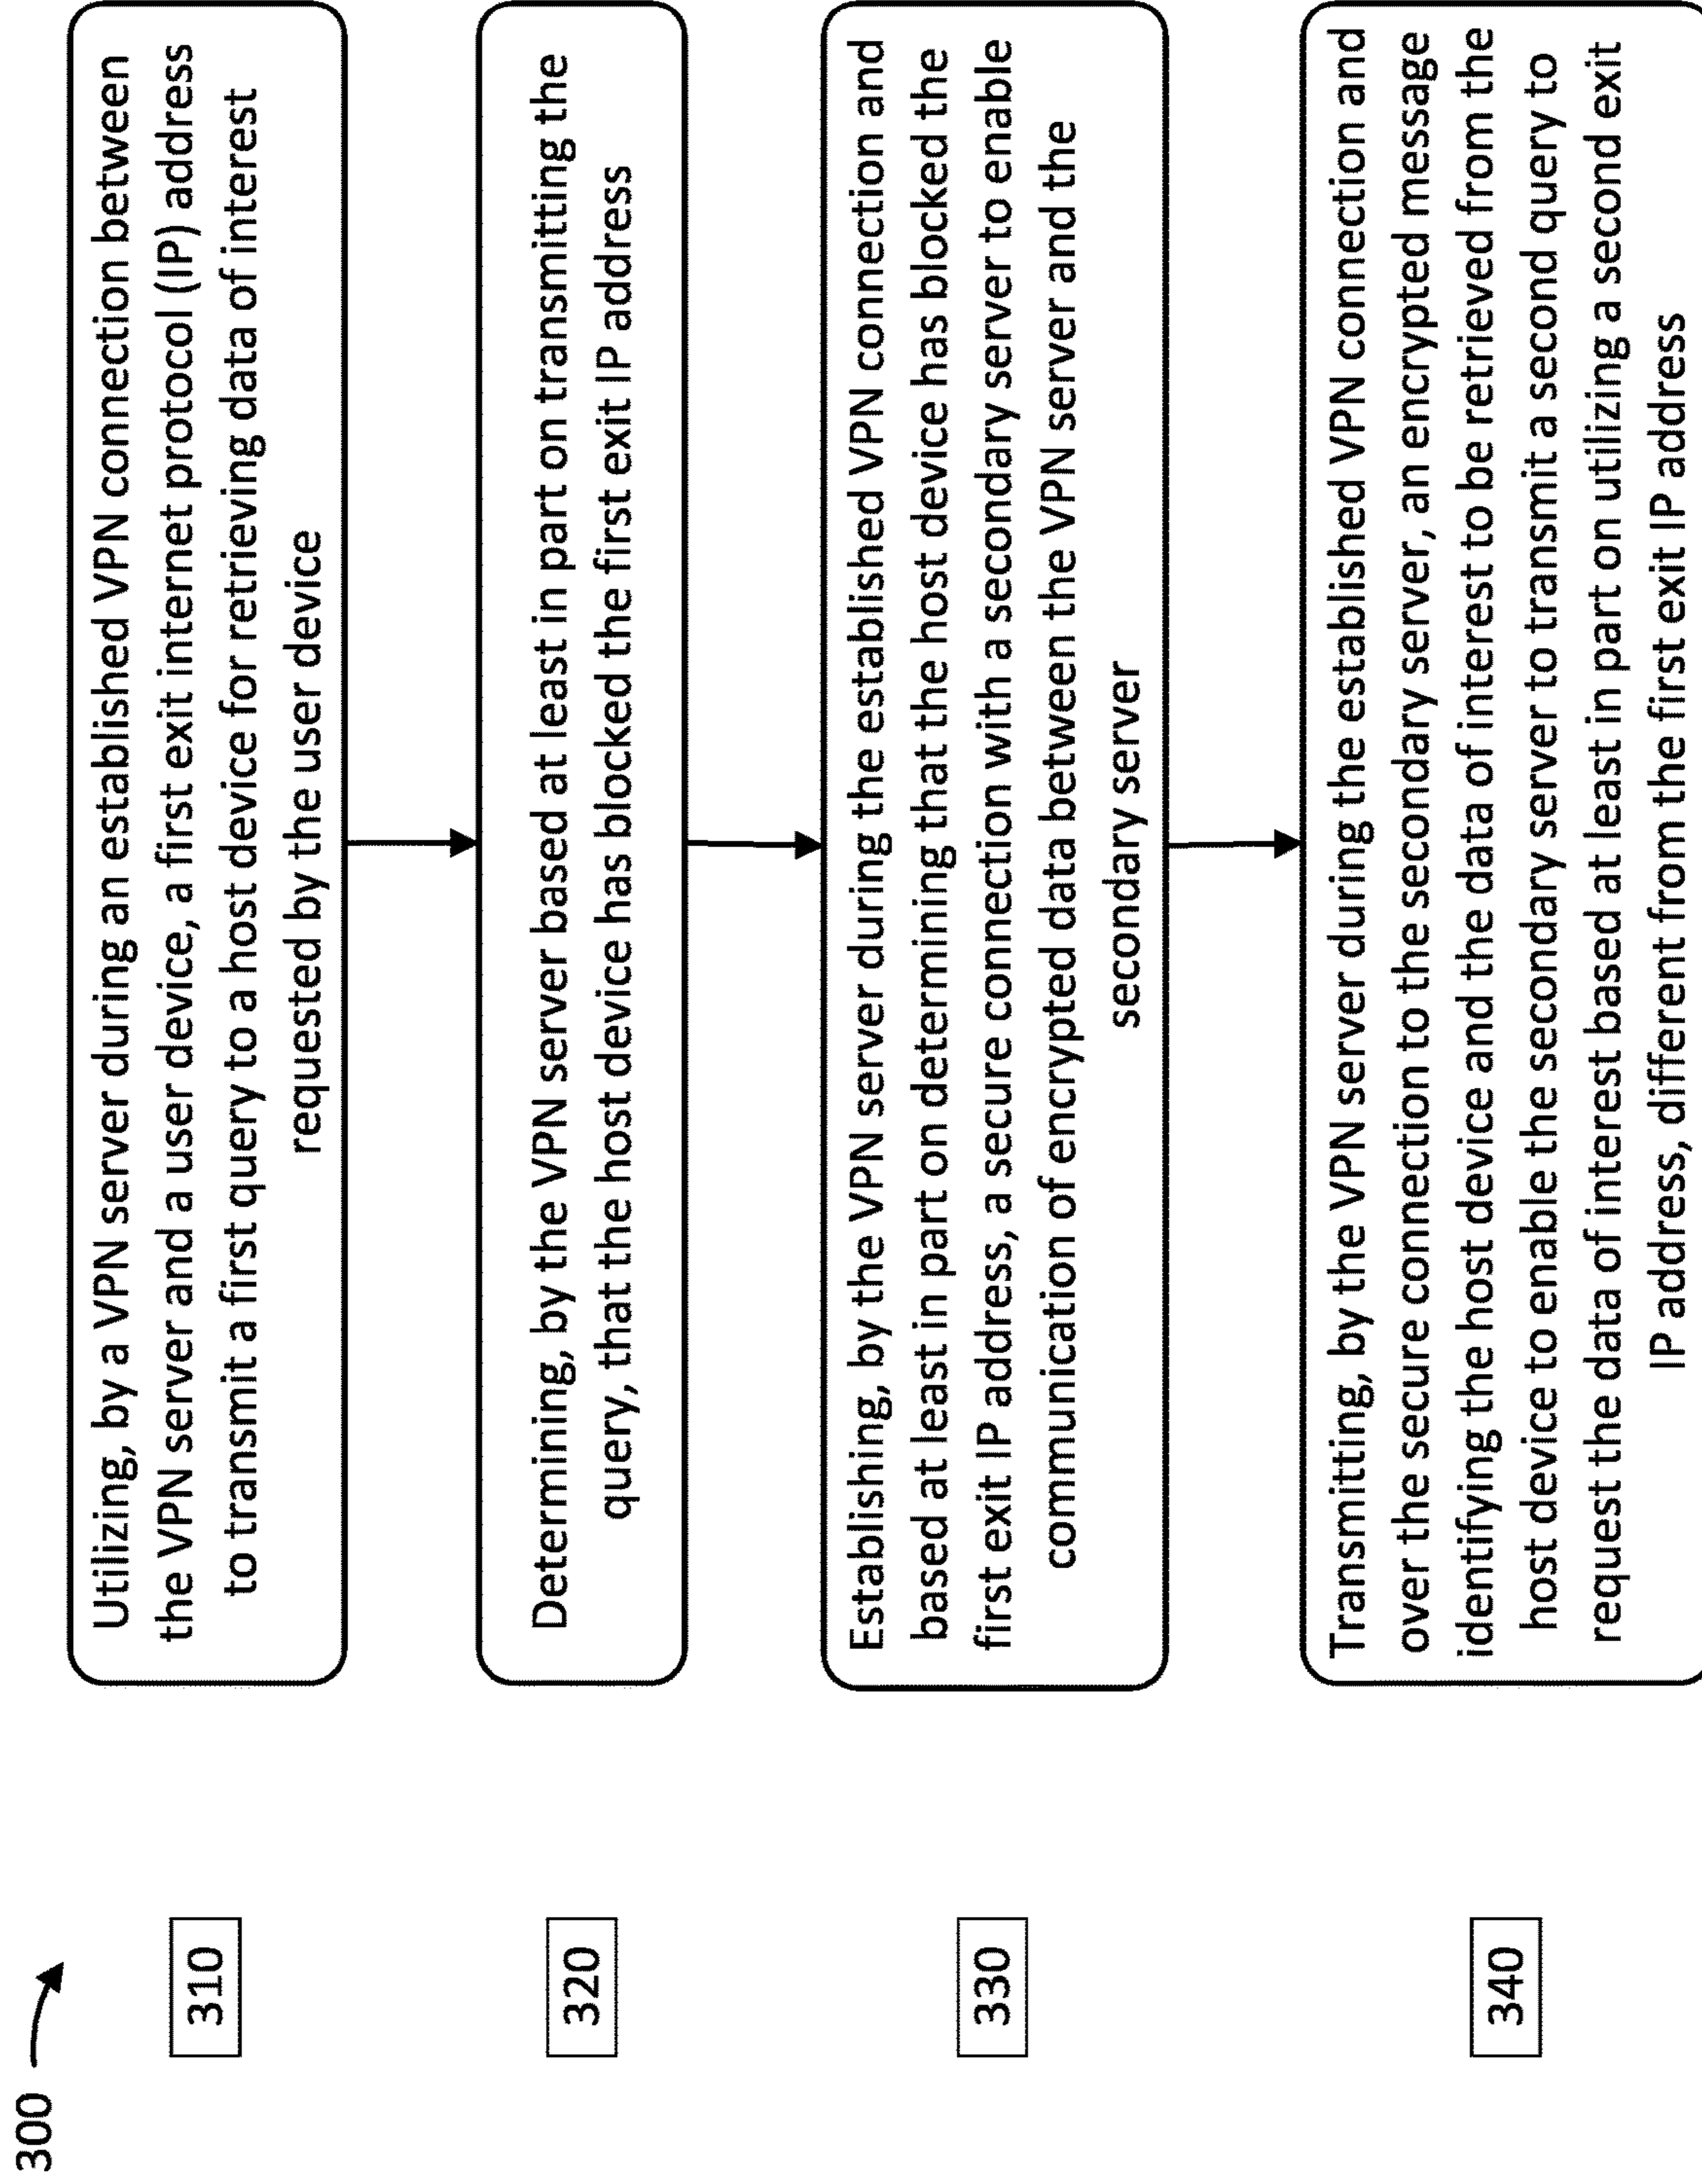 300
310
Utilizing, by a VPN server during an established VPN connection between
the VPN server and a user device, a first exit internet protocol (IP) address
to transmit a first query to a host device for retrieving data of interest
requested by the user device
320
Determining, by the VPN server based at least in part on transmitting the
query, that the host device has blocked the first exit IP address
330
Establishing, by the VPN server during the established VPN connection and
based at least in part on determining that the host device has blocked the
first exit IP address, a secure connection with a secondary server to enable
communication of encrypted data between the VPN server and the
secondary server
340
Transmitting, by the VPN server during the established VPN connection and
over the secure connection to the secondary server, an encrypted message
identifying the host device and the data of interest to be retrieved from the
host device to enable the secondary server to transmit a second query to
request the data of interest based at least in part on utilizing a second exit
IP address, different from the first exit IP address